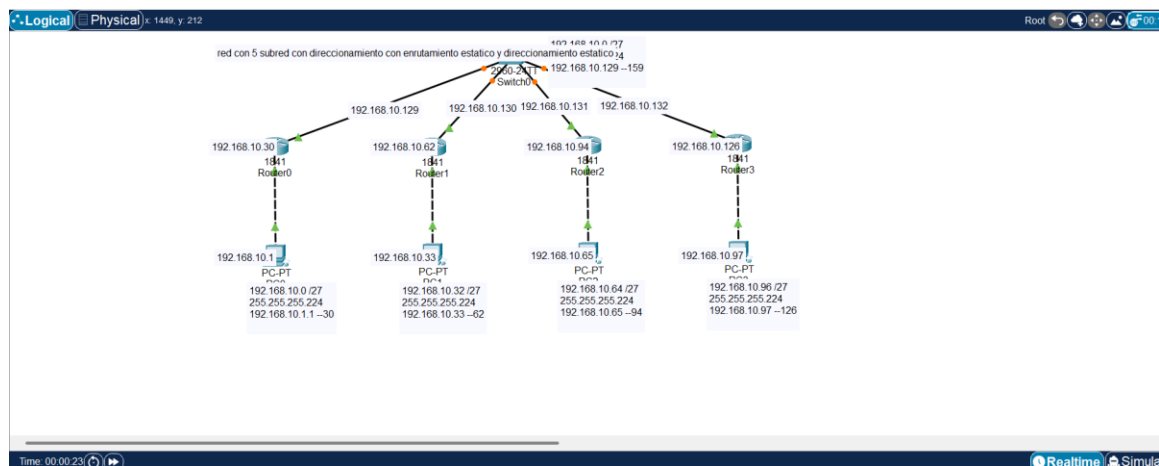 Logical Physical x: 1449, y: 212 Root
192.168.10.0 /27
red con 5 subred con direccionamiento con enrutamiento estatico y direccionamiento estatico
192.168.10.129 --159
2960-24TT
Switch0
192.168.10.129 192.168.10.130 192.168.10.131 192.168.10.132
192.168.10.30 192.168.10.62 192.168.10.94 192.168.10.126
1841 1841 1841 1841
Router0 Router1 Router2 Router3
192.168.10.1 192.168.10.33 192.168.10.65 192.168.10.97
PC-PT PC-PT PC-PT PC-PT
192.168.10.0 /27
255.255.255.224
192.168.10.1.1 --30
192.168.10.32 /27
255.255.255.224
192.168.10.33 --62
192.168.10.64 /27
255.255.255.224
192.168.10.65 --94
192.168.10.96 /27
255.255.255.224
192.168.10.97 --126
Time: 00:00:23 Realtime